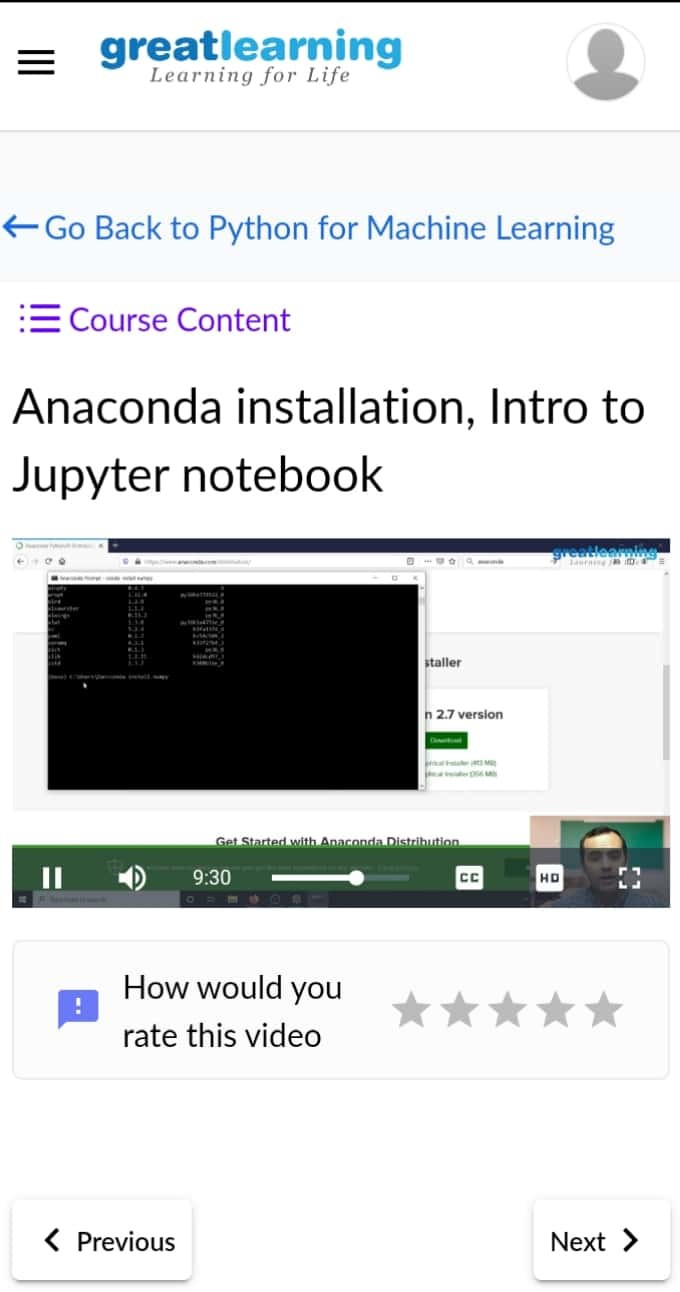 greatlearning
Learning for Life
Go Back to Python for Machine Learning
Course Content
Anaconda installation, Intro to
Jupyter notebook
greatlearning
anaconda
staller
n 2.7 version
Download
Get Started with Anaconda Distribution
9:30
CC
HD
How would you
rate this video
Previous
Next